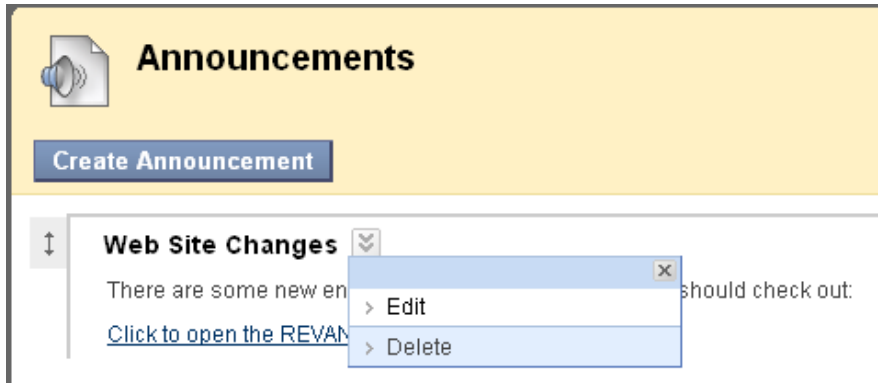 Announcements
Create Announcement
Web Site Changes
There are some new en should check out:
> Edit
Click to open the REVAN
> Delete